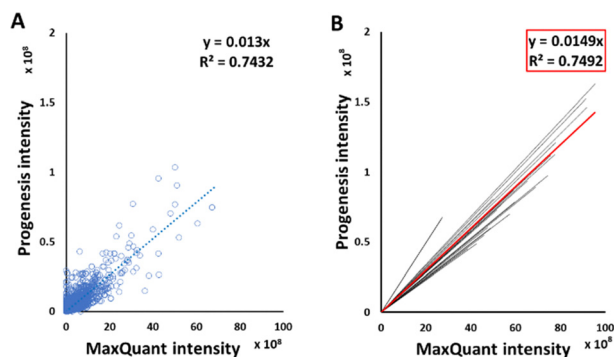 A
Progenesis intensity
x 10⁸
2
1.5
1
0.5
0
y = 0.013x
R² = 0.7432
0 20 40 60 80 100
MaxQuant intensity x 10⁸
B
Progenesis intensity
x 10⁸
2
1.5
1
0.5
0
y = 0.0149x
R² = 0.7492
0 20 40 60 80 100
MaxQuant intensity x 10⁸